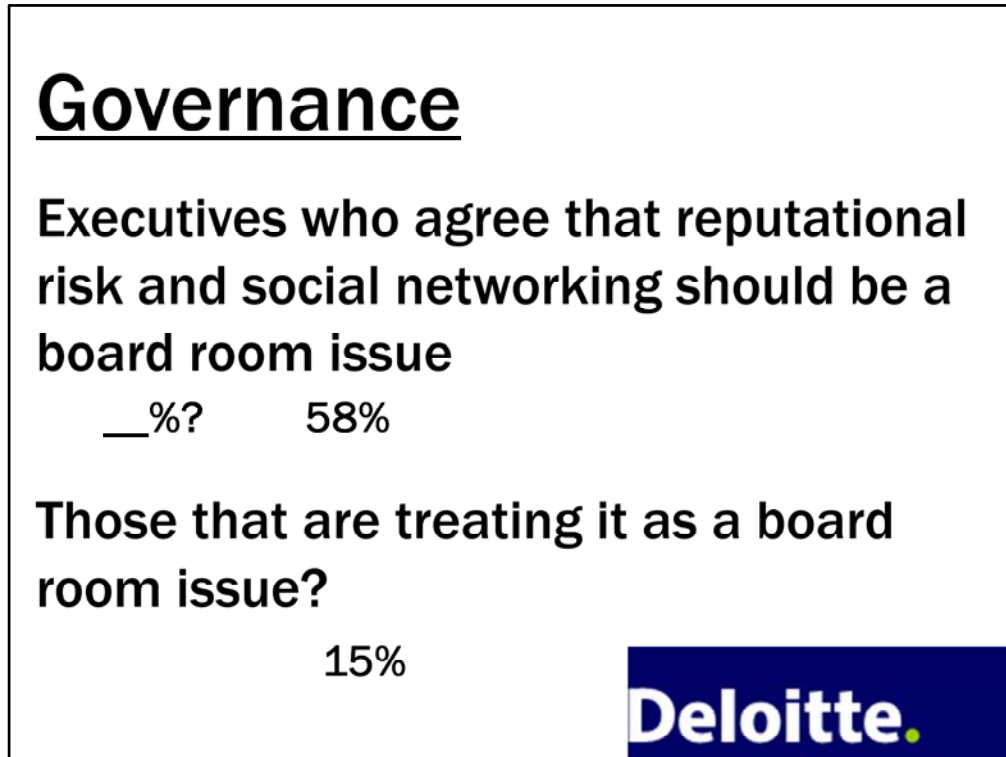 Governance
Executives who agree that reputational
risk and social networking should be a
board room issue
__%? 58%
Those that are treating it as a board
room issue?
15%
Deloitte.